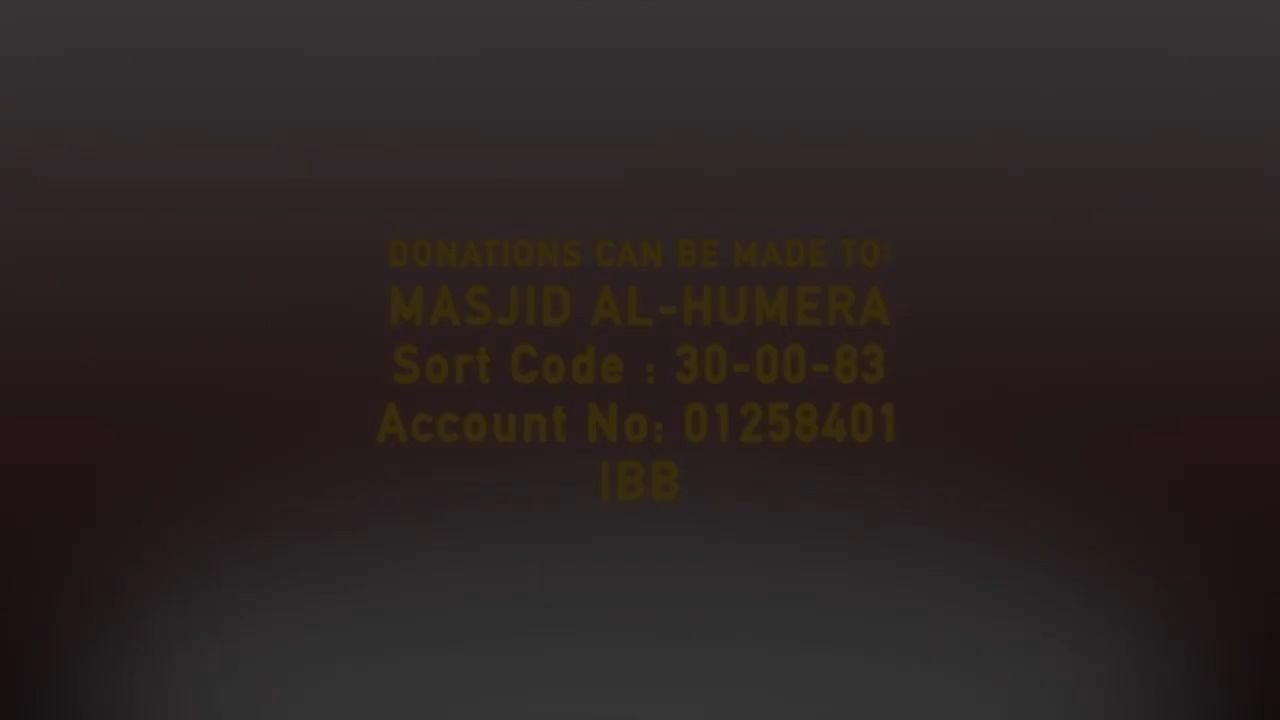 DONATIONS CAN BE MADE TO:
MASJID AL-HUMERA
Sort Code : 30-00-83
Account No: 01258401
IBB